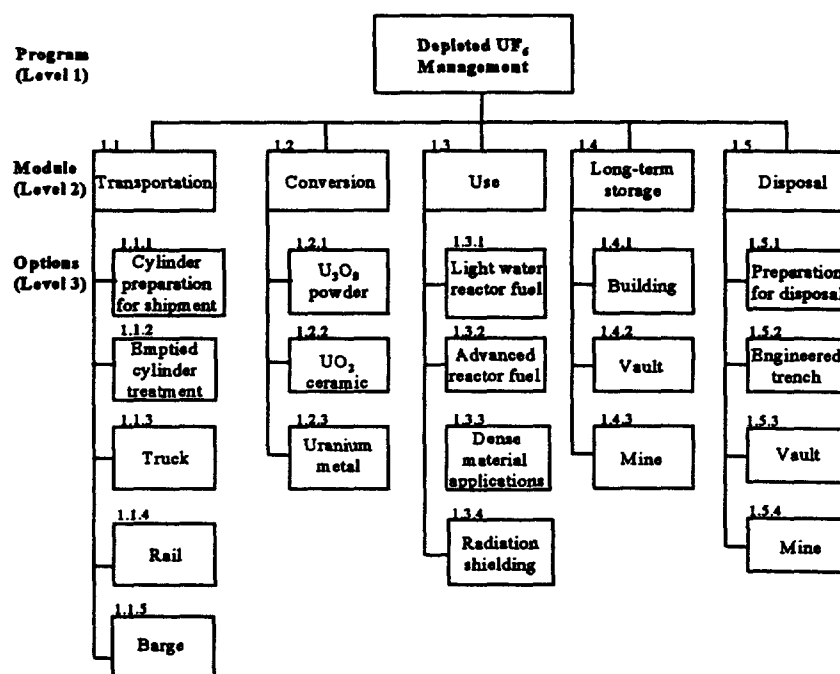 Program
(Level 1)
Depleted UF₆
Management
Module
(Level 2)
1.1
Transportation
1.2
Conversion
1.3
Use
1.4
Long-term
storage
1.5
Disposal
Options
(Level 3)
1.1.1
Cylinder
preparation
for shipment
1.1.2
Emptied
cylinder
treatment
1.1.3
Truck
1.1.4
Rail
1.1.5
Barge
1.2.1
U₃O₈
powder
1.2.2
UO₂
ceramic
1.2.3
Uranium
metal
1.3.1
Light water
reactor fuel
1.3.2
Advanced
reactor fuel
1.3.3
Dense
material
applications
1.3.4
Radiation
shielding
1.4.1
Building
1.4.2
Vault
1.4.3
Mine
1.5.1
Preparation
for disposal
1.5.2
Engineered
trench
1.5.3
Vault
1.5.4
Mine